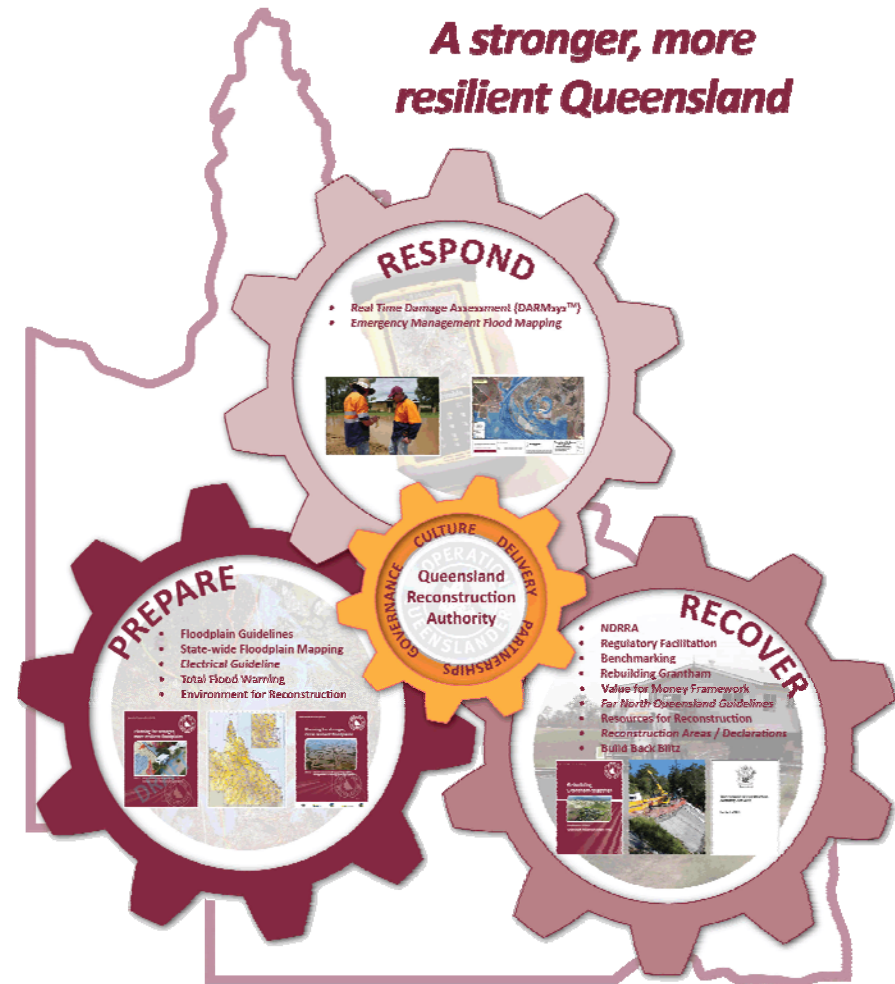 A stronger, more
resilient Queensland
RESPOND
• Real Time Damage Assessment (DARMsys™)
• Emergency Management Flood Mapping
PREPARE
• Floodplain Guidelines
• State-wide Floodplain Mapping
• Electrical Guideline
• Total Flood Warning
• Environment for Reconstruction
GOVERNANCE CULTURE DELIVERY PARTNERSHIPS
OPERATION
QUEENSLANDER
Queensland
Reconstruction
Authority
RECOVER
• NDRRA
• Regulatory Facilitation
• Benchmarking
• Rebuilding Grantham
• Value for Money Framework
• Far North Queensland Guidelines
• Resources for Reconstruction
• Reconstruction Areas / Declarations
• Build Back Blitz